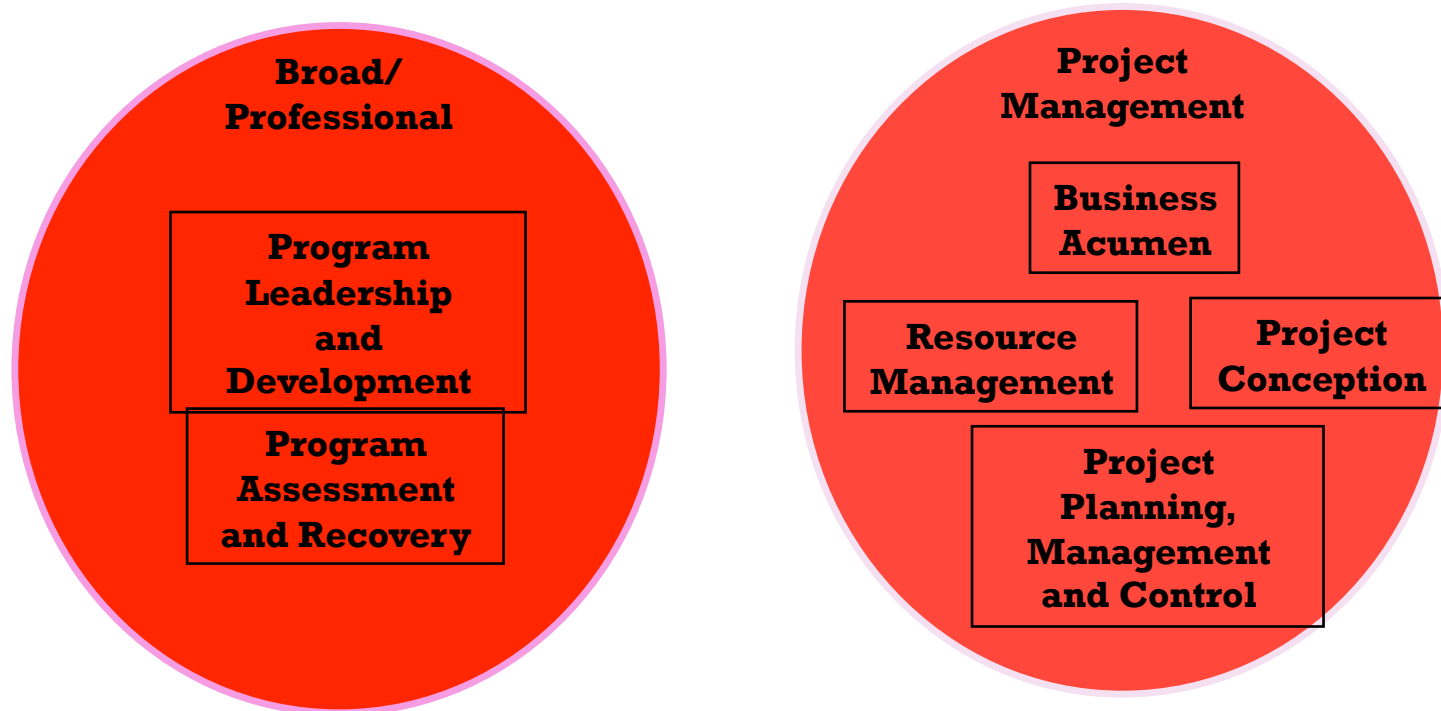 Broad/
Professional
Program
Leadership
and
Development
Program
Assessment
and Recovery
Project
Management
Business
Acumen
Resource
Management
Project
Conception
Project
Planning,
Management
and Control